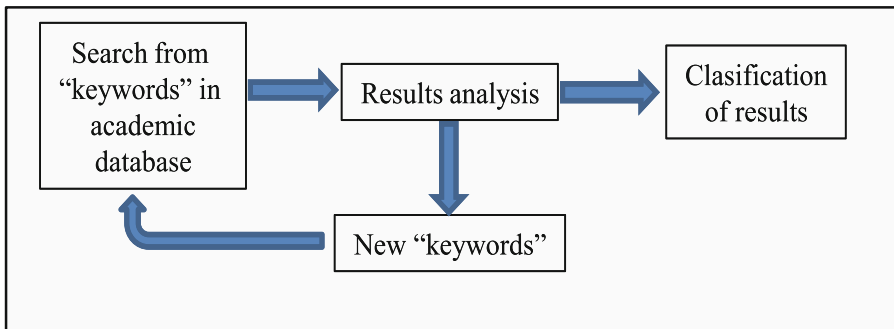 Search from
“keywords” in
academic
database
Results analysis
Clasification
of results
New “keywords”